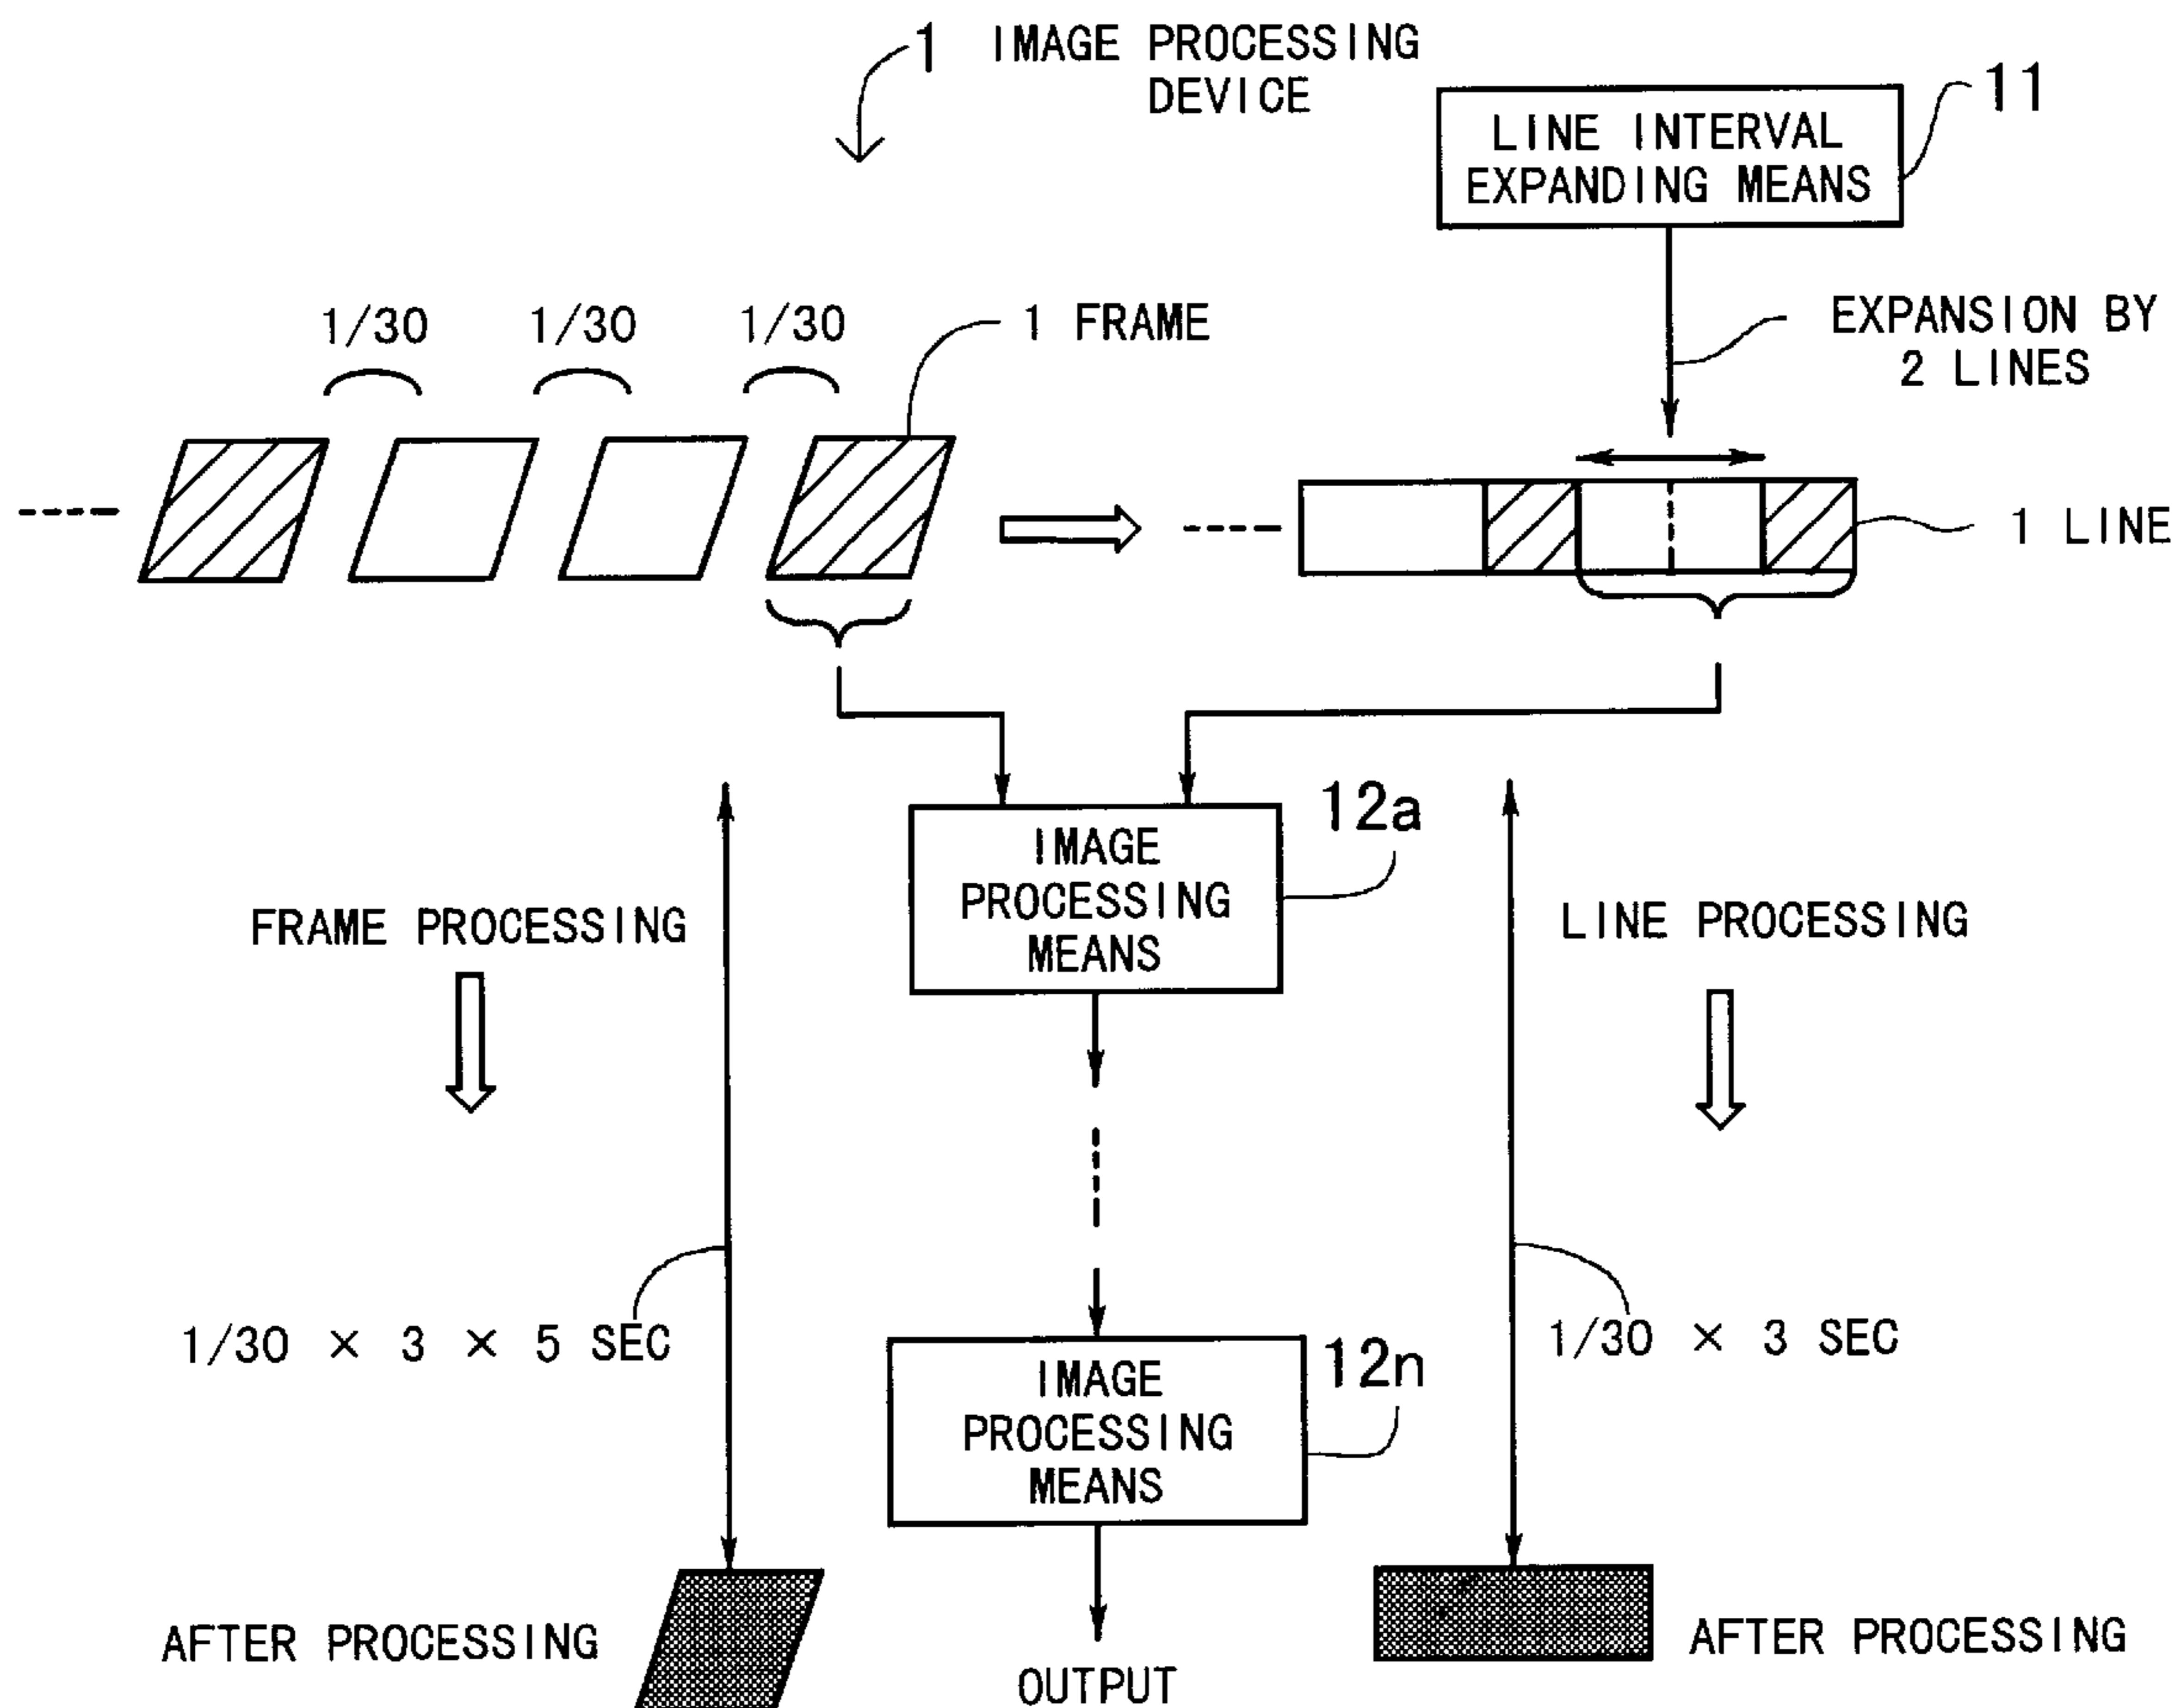 1 IMAGE PROCESSING
DEVICE
11
LINE INTERVAL
EXPANDING MEANS
1/30 1/30 1/30
1 FRAME
EXPANSION BY
2 LINES
1 LINE
12a
IMAGE
PROCESSING
MEANS
FRAME PROCESSING
LINE PROCESSING
1/30 × 3 × 5 SEC
1/30 × 3 SEC
12n
IMAGE
PROCESSING
MEANS
AFTER PROCESSING
OUTPUT
AFTER PROCESSING